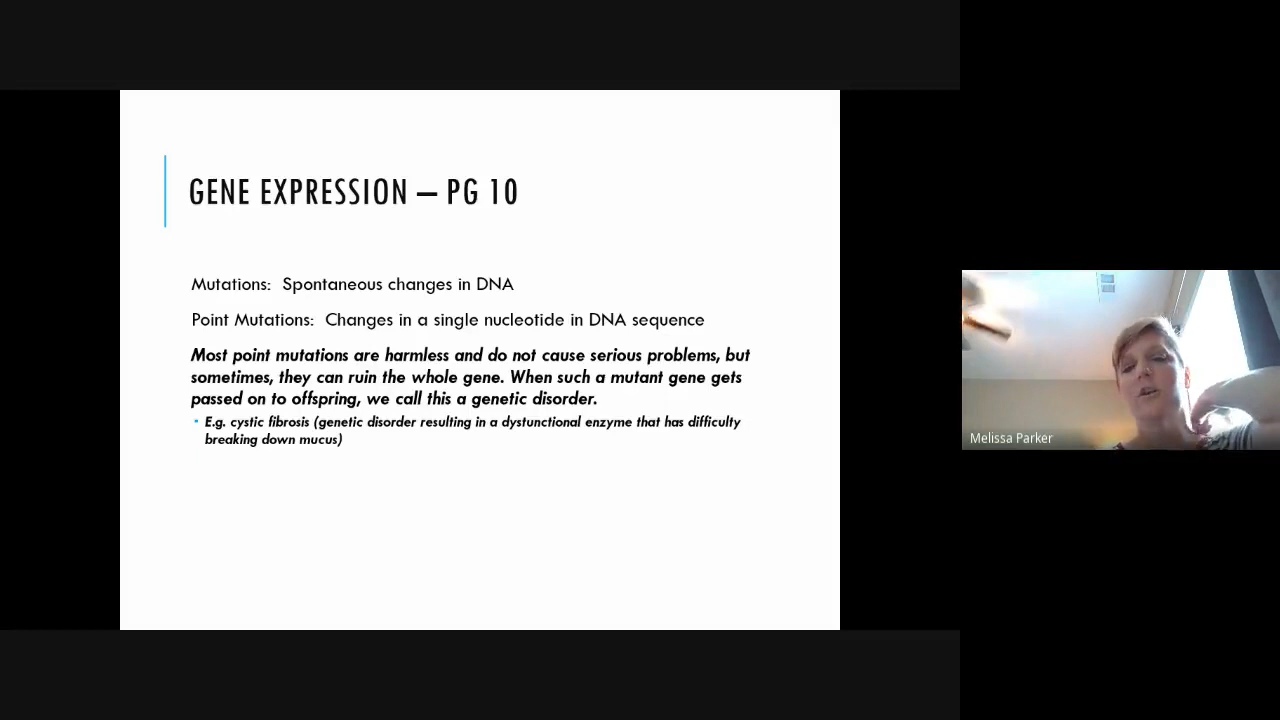 GENE EXPRESSION – PG 10
Mutations: Spontaneous changes in DNA
Point Mutations: Changes in a single nucleotide in DNA sequence
Most point mutations are harmless and do not cause serious problems, but
sometimes, they can ruin the whole gene. When such a mutant gene gets
passed on to offspring, we call this a genetic disorder.
▪ E.g. cystic fibrosis (genetic disorder resulting in a dystunctional enzyme that has difficulty
breaking down mucus)
Melissa Parker